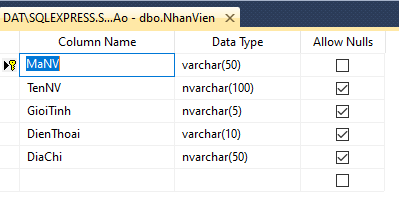 DAT\SQLEXPRESS.S...Ao - dbo.NhanVien
Column Name Data Type Allow Nulls
MaNV varchar(50)
TenNV nvarchar(100)
GioiTinh nvarchar(5)
DienThoai varchar(10)
DiaChi nvarchar(50)